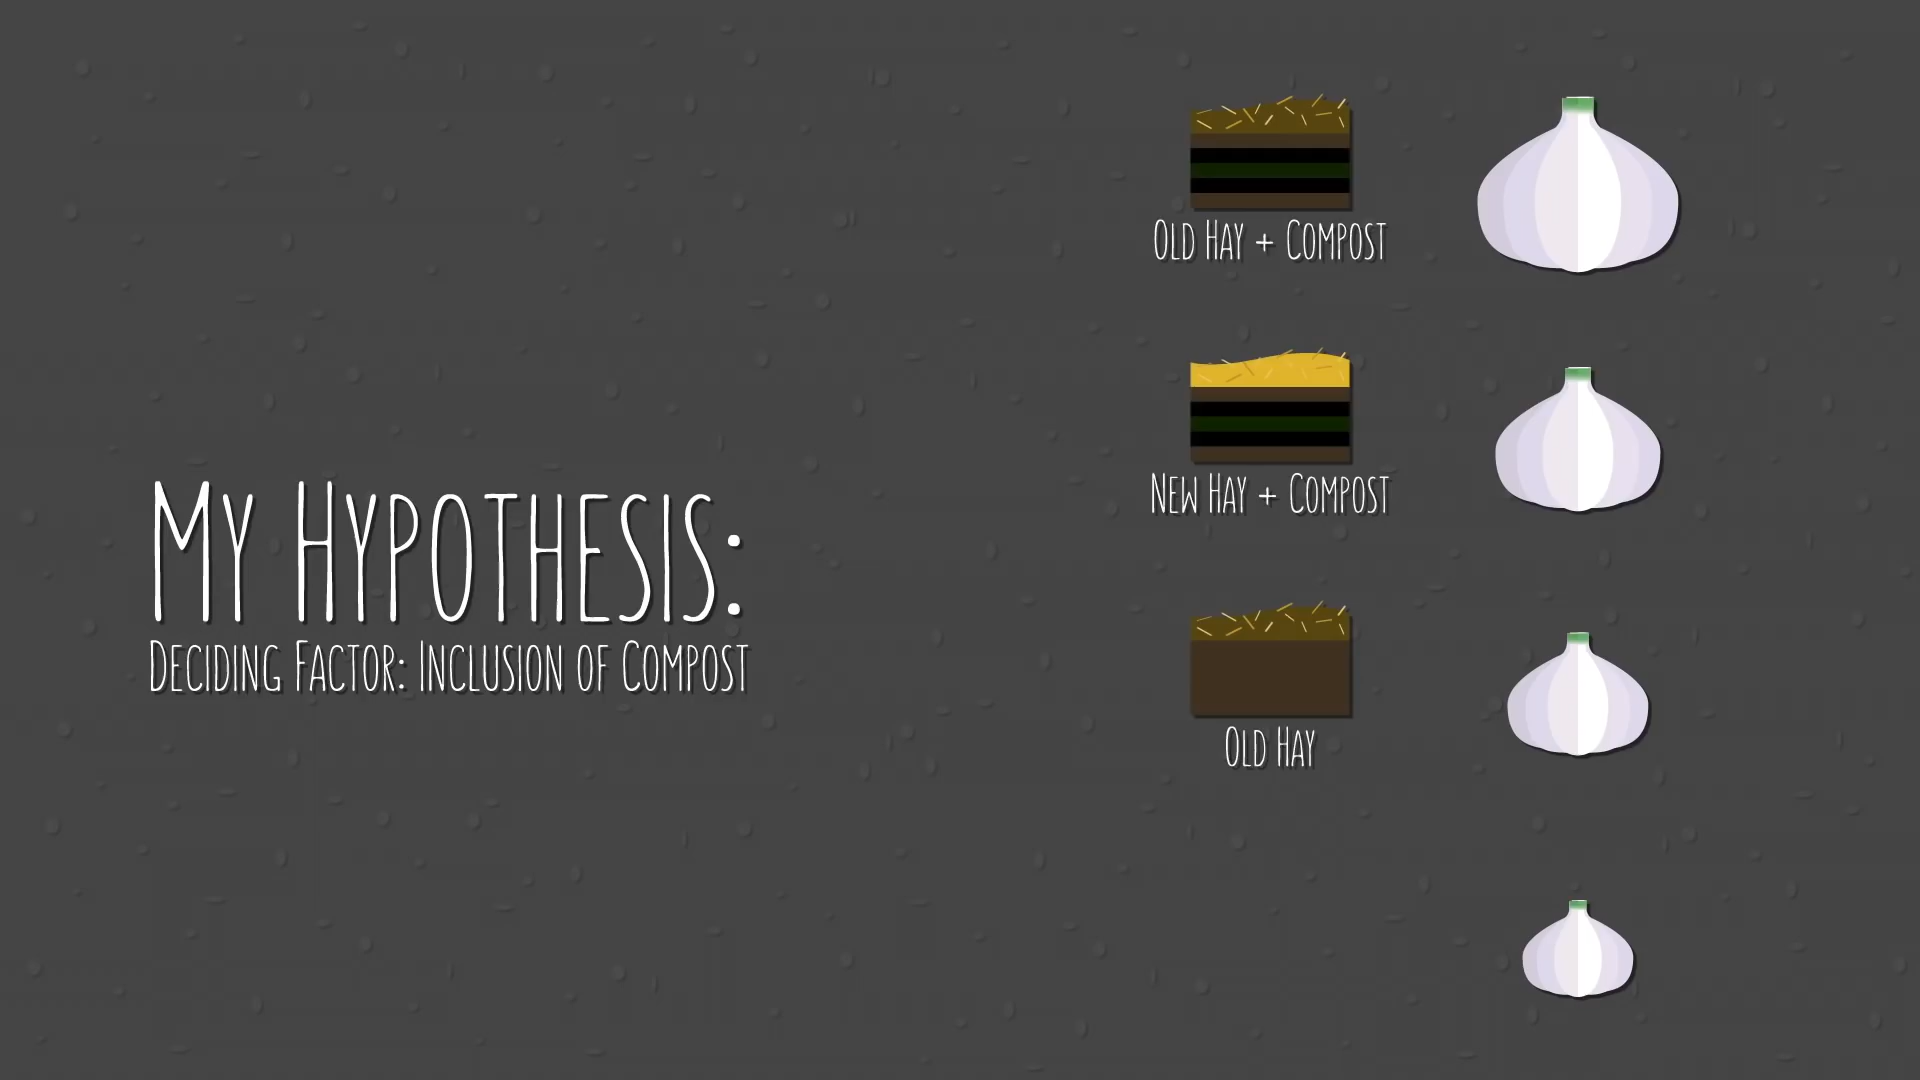 My Hypothesis:
Deciding Factor: Inclusion of Compost
Old Hay + Compost
New Hay + Compost
Old Hay